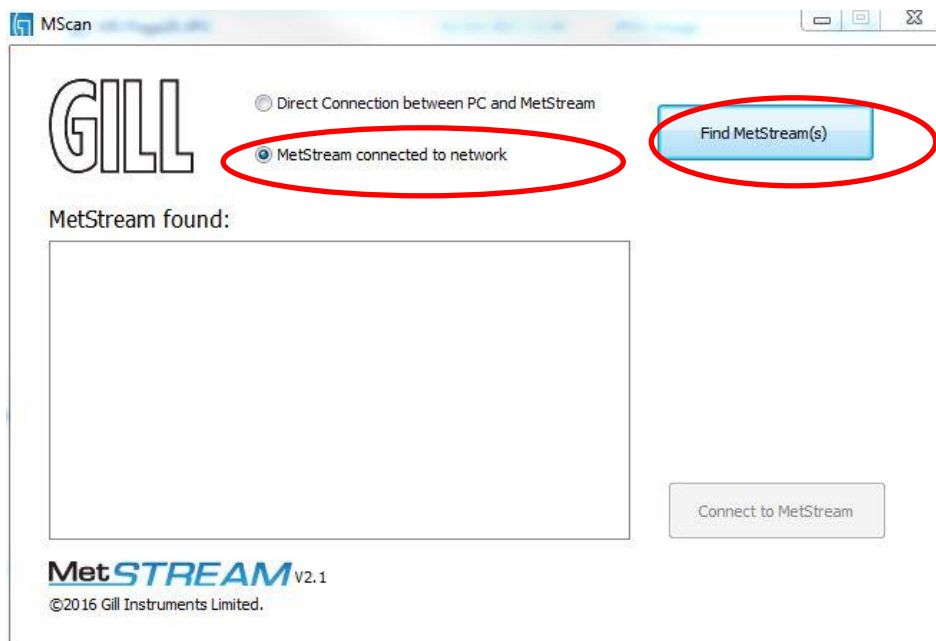 MScan
GILL
Direct Connection between PC and MetStream
MetStream connected to network
Find MetStream(s)
MetStream found:
Connect to MetStream
MetSTREAM V2.1
©2016 Gill Instruments Limited.